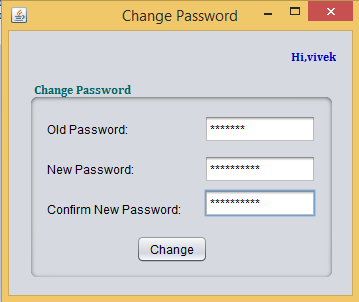 Change Password
Hi,vivek
Change Password
Old Password:
*******
New Password:
**********
Confirm New Password:
**********
Change